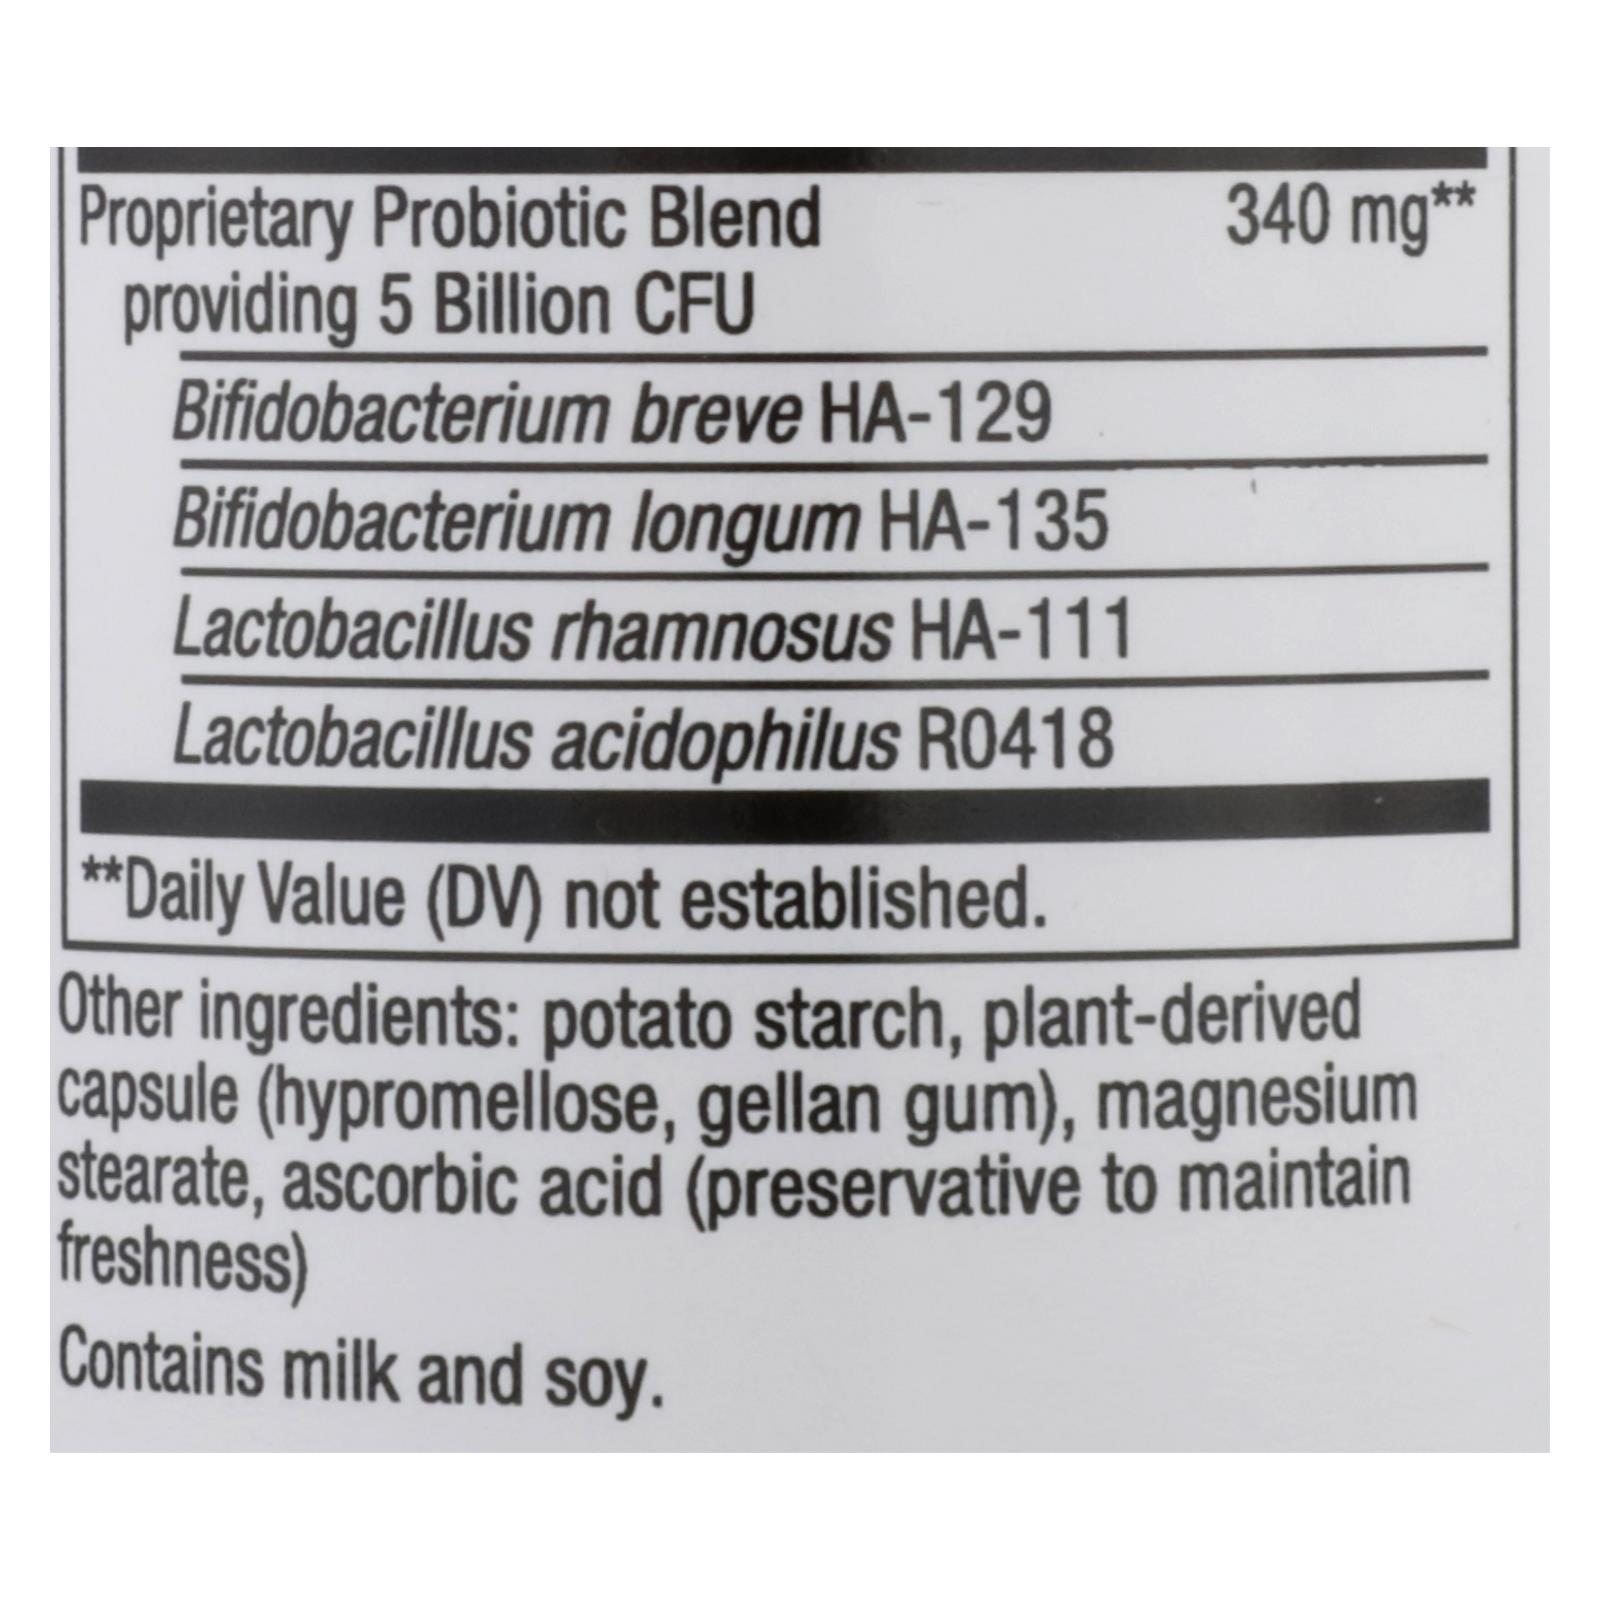 Proprietary Probiotic Blend 340 mg**
providing 5 Billion CFU
Bifidobacterium breve HA-129
Bifidobacterium longum HA-135
Lactobacillus rhamnosus HA-111
Lactobacillus acidophilus R0418
**Daily Value (DV) not established.
Other ingredients: potato starch, plant-derived
capsule (hypromellose, gellan gum), magnesium
stearate, ascorbic acid (preservative to maintain
freshness)
Contains milk and soy.